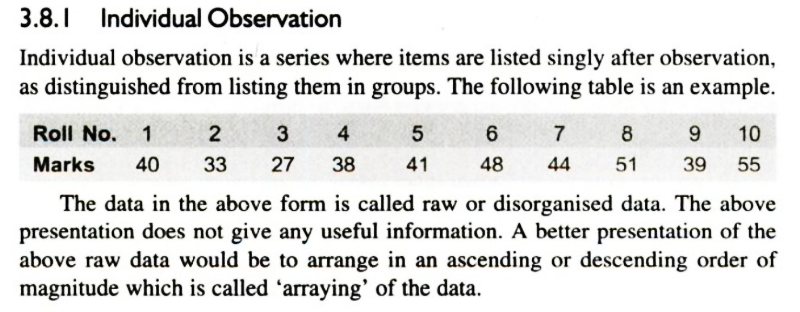 3.8.1 Individual Observation
Individual observation is a series where items are listed singly after observation,
as distinguished from listing them in groups. The following table is an example.
Roll No. 1 2 3 4 5 6 7 8 9 10
Marks 40 33 27 38 41 48 44 51 39 55
The data in the above form is called raw or disorganised data. The above
presentation does not give any useful information. A better presentation of the
above raw data would be to arrange in an ascending or descending order of
magnitude which is called ‘arraying’ of the data.